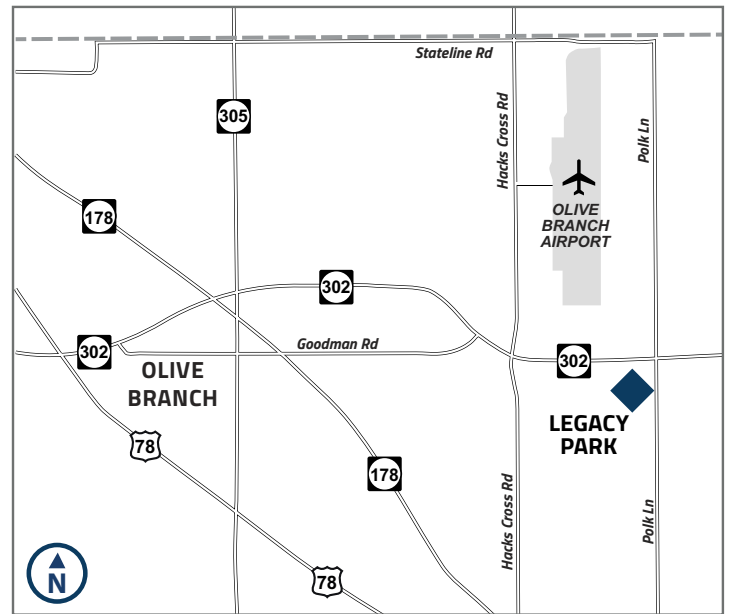 Stateline Rd
305
Hacks Cross Rd
Polk Ln
178
OLIVE
BRANCH
AIRPORT
302
Goodman Rd
302
302
OLIVE
BRANCH
LEGACY
PARK
78
178
Hacks Cross Rd
Polk Ln
N
78